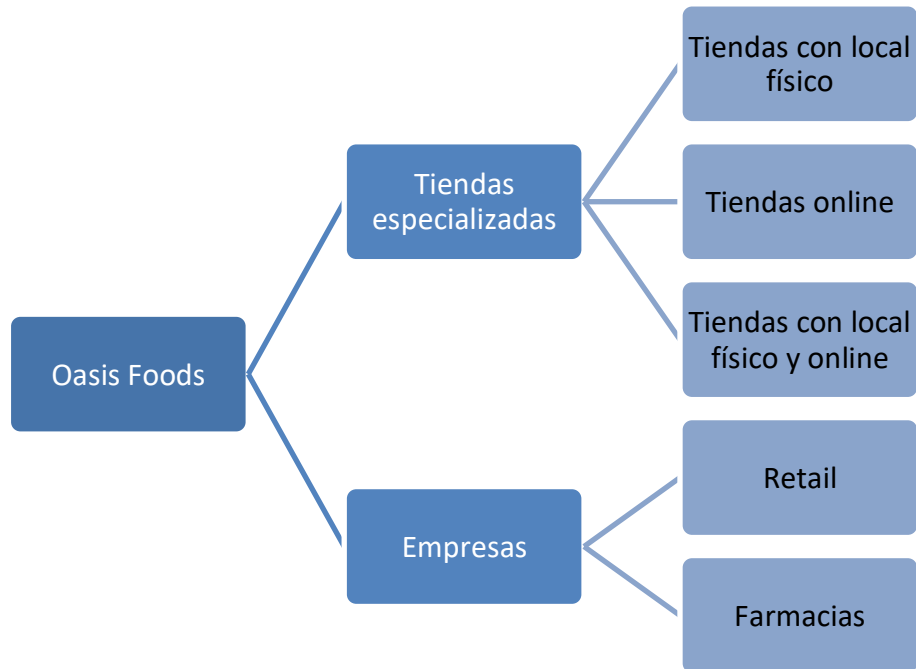 Tiendas con local
físico
Tiendas
especializadas
Tiendas online
Tiendas con local
físico y online
Oasis Foods
Retail
Empresas
Farmacias